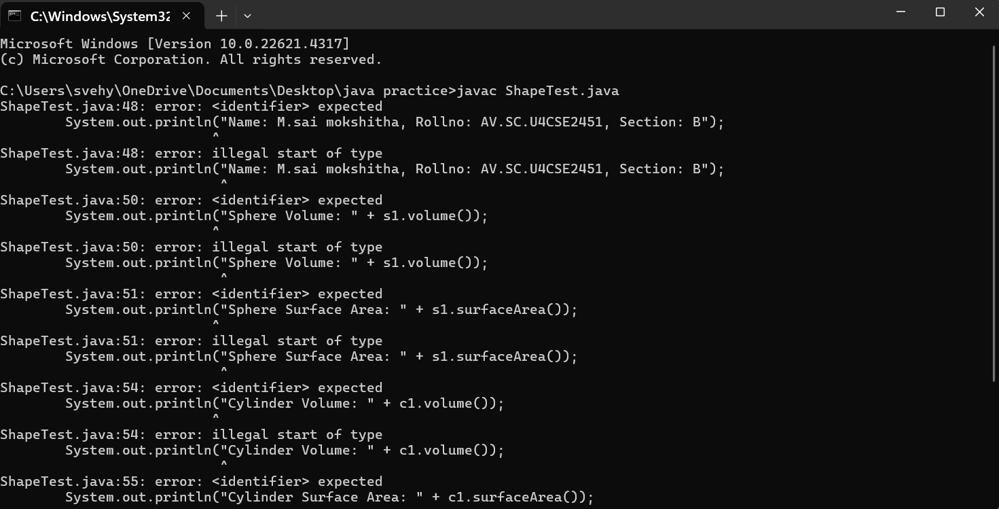 C:\Windows\System32
Microsoft Windows [Version 10.0.22621.4317]
(c) Microsoft Corporation. All rights reserved.
C:\Users\svehy\OneDrive\Documents\Desktop\java practice>javac ShapeTest.java
ShapeTest.java:48: error: <identifier> expected
        System.out.println("Name: M.sai mokshitha, Rollno: AV.SC.U4CSE2451, Section: B");
                          ^
ShapeTest.java:48: error: illegal start of type
        System.out.println("Name: M.sai mokshitha, Rollno: AV.SC.U4CSE2451, Section: B");
                           ^
ShapeTest.java:50: error: <identifier> expected
        System.out.println("Sphere Volume: " + s1.volume());
                          ^
ShapeTest.java:50: error: illegal start of type
        System.out.println("Sphere Volume: " + s1.volume());
                           ^
ShapeTest.java:51: error: <identifier> expected
        System.out.println("Sphere Surface Area: " + s1.surfaceArea());
                          ^
ShapeTest.java:51: error: illegal start of type
        System.out.println("Sphere Surface Area: " + s1.surfaceArea());
                           ^
ShapeTest.java:54: error: <identifier> expected
        System.out.println("Cylinder Volume: " + c1.volume());
                          ^
ShapeTest.java:54: error: illegal start of type
        System.out.println("Cylinder Volume: " + c1.volume());
                           ^
ShapeTest.java:55: error: <identifier> expected
        System.out.println("Cylinder Surface Area: " + c1.surfaceArea());